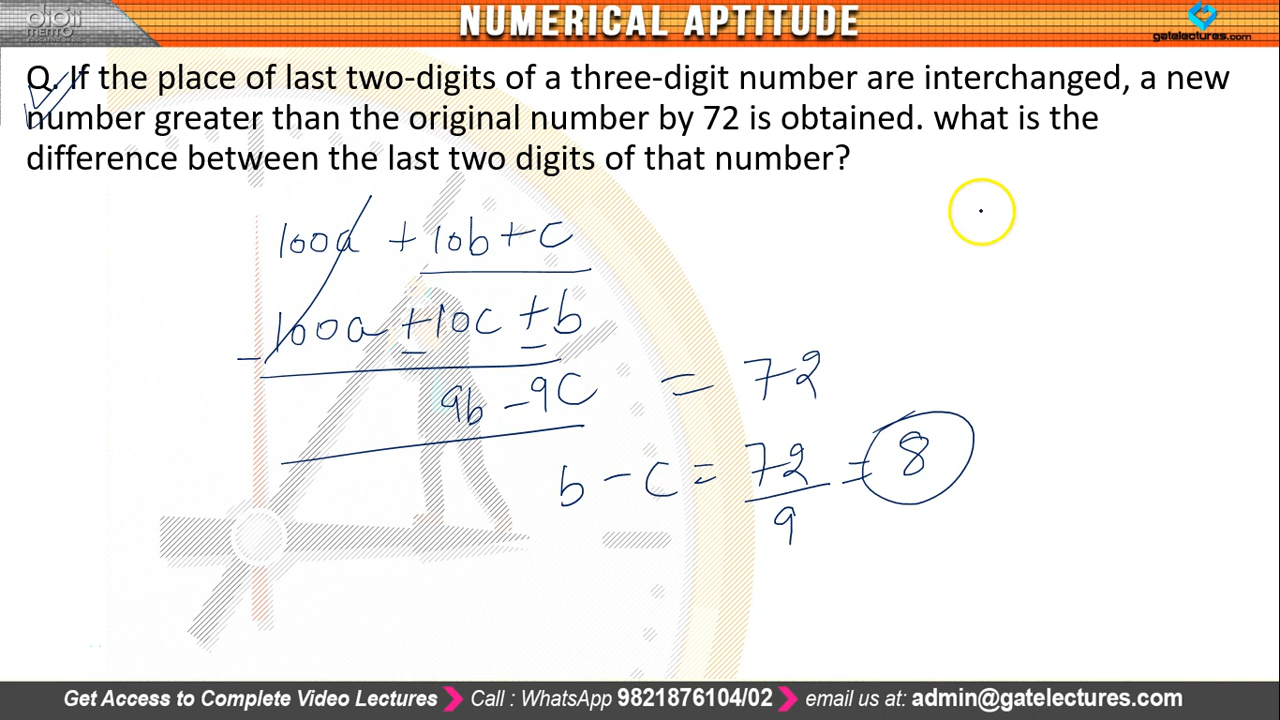 digii
MENTO
NUMERICAL APTITUDE
gatelectures.com
Q. If the place of last two-digits of a three-digit number are interchanged, a new
number greater than the original number by 72 is obtained. what is the
difference between the last two digits of that number?
100a + 10b + c
- 100a + 10c + b
9b - 9c = 72
b - c = 72/9 = 8
Get Access to Complete Video Lectures Call : WhatsApp 9821876104/02 email us at: admin@gatelectures.com